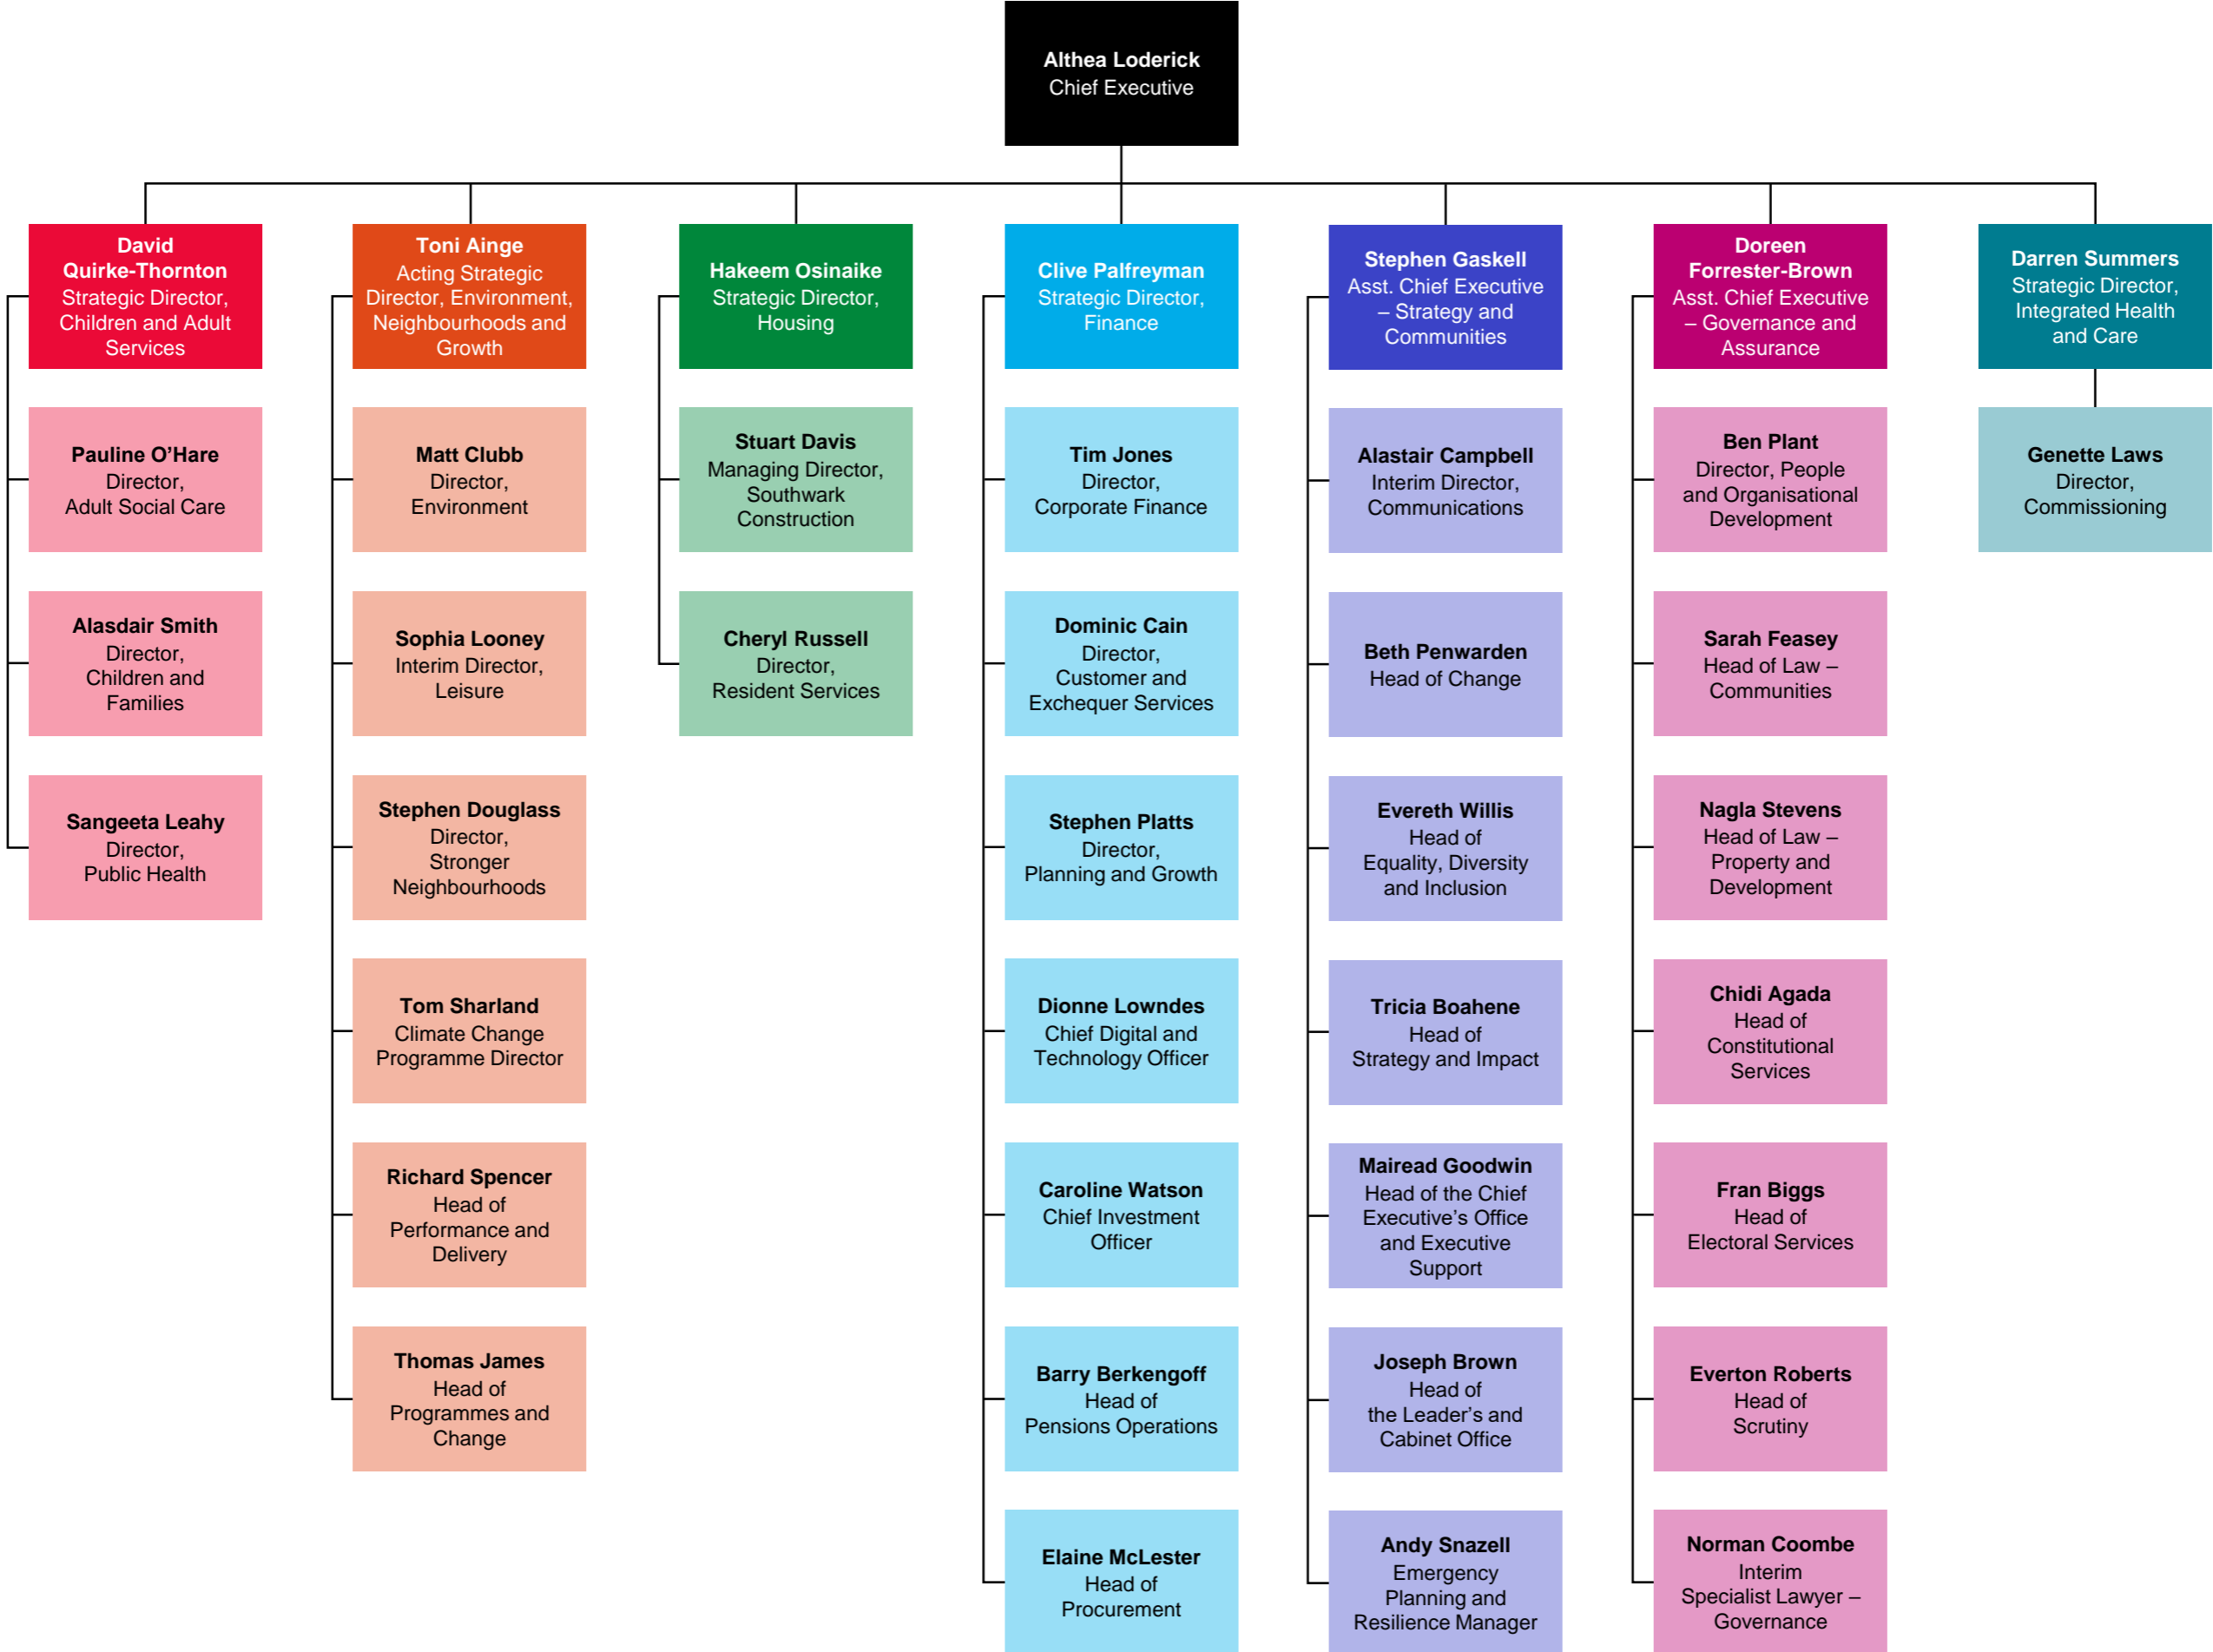 Althea Loderick
Chief Executive
David
Quirke-Thornton
Strategic Director,
Children and Adult
Services
Pauline O’Hare
Director,
Adult Social Care
Alasdair Smith
Director,
Children and
Families
Sangeeta Leahy
Director,
Public Health
Toni Ainge
Acting Strategic
Director, Environment,
Neighbourhoods and
Growth
Matt Clubb
Director,
Environment
Sophia Looney
Interim Director,
Leisure
Stephen Douglass
Director,
Stronger
Neighbourhoods
Tom Sharland
Climate Change
Programme Director
Richard Spencer
Head of
Performance and
Delivery
Thomas James
Head of
Programmes and
Change
Hakeem Osinaike
Strategic Director,
Housing
Stuart Davis
Managing Director,
Southwark
Construction
Cheryl Russell
Director,
Resident Services
Clive Palfreyman
Strategic Director,
Finance
Tim Jones
Director,
Corporate Finance
Dominic Cain
Director,
Customer and
Exchequer Services
Stephen Platts
Director,
Planning and Growth
Dionne Lowndes
Chief Digital and
Technology Officer
Caroline Watson
Chief Investment
Officer
Barry Berkengoff
Head of
Pensions Operations
Elaine McLester
Head of
Procurement
Stephen Gaskell
Asst. Chief Executive
– Strategy and
Communities
Alastair Campbell
Interim Director,
Communications
Beth Penwarden
Head of Change
Evereth Willis
Head of
Equality, Diversity
and Inclusion
Tricia Boahene
Head of
Strategy and Impact
Mairead Goodwin
Head of the Chief
Executive’s Office
and Executive
Support
Joseph Brown
Head of
the Leader’s and
Cabinet Office
Andy Snazell
Emergency
Planning and
Resilience Manager
Doreen
Forrester-Brown
Asst. Chief Executive
– Governance and
Assurance
Ben Plant
Director, People
and Organisational
Development
Sarah Feasey
Head of Law –
Communities
Nagla Stevens
Head of Law –
Property and
Development
Chidi Agada
Head of
Constitutional
Services
Fran Biggs
Head of
Electoral Services
Everton Roberts
Head of
Scrutiny
Norman Coombe
Interim
Specialist Lawyer –
Governance
Darren Summers
Strategic Director,
Integrated Health
and Care
Genette Laws
Director,
Commissioning